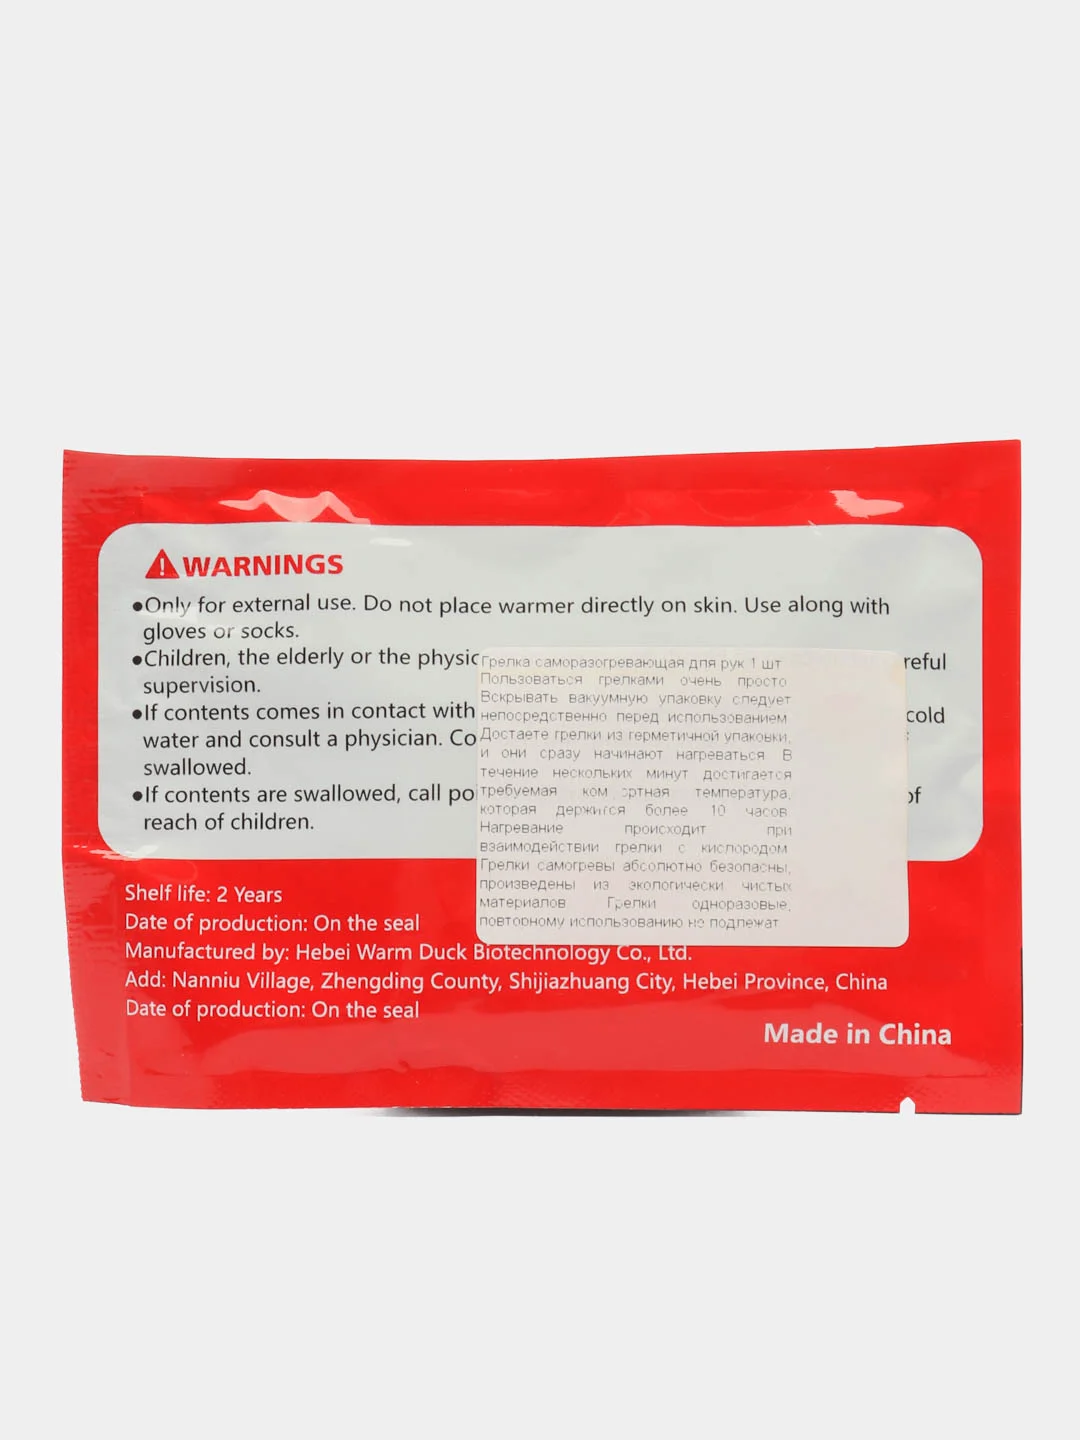 WARNINGS
●Only for external use. Do not place warmer directly on skin. Use along with
gloves or socks.
●Children, the elderly or the physic
reful
supervision.
●If contents comes in contact with
cold
water and consult a physician. Co
swallowed.
●If contents are swallowed, call poi
of
reach of children.
Грелка саморазогревающая для рук 1 шт
Пользоваться грелками очень просто
Вскрывать вакуумную упаковку следует
непосредственно перед использованием
Достаете грелки из герметичной упаковки,
и они сразу начинают нагреваться В
течение нескольких минут достигается
требуемая температура,
которая держится более 10 часов
Нагревание происходит при
взаимодействии грелки с кислородом
Грелки самогревы абсолютно безопасны,
произведены из экологически чистых
материалов Грелки одноразовые,
повторному использованию не подлежат
Shelf life: 2 Years
Date of production: On the seal
Manufactured by: Hebei Warm Duck Biotechnology Co., Ltd.
Add: Nanniu Village, Zhengding County, Shijiazhuang City, Hebei Province, China
Date of production: On the seal
Made in China